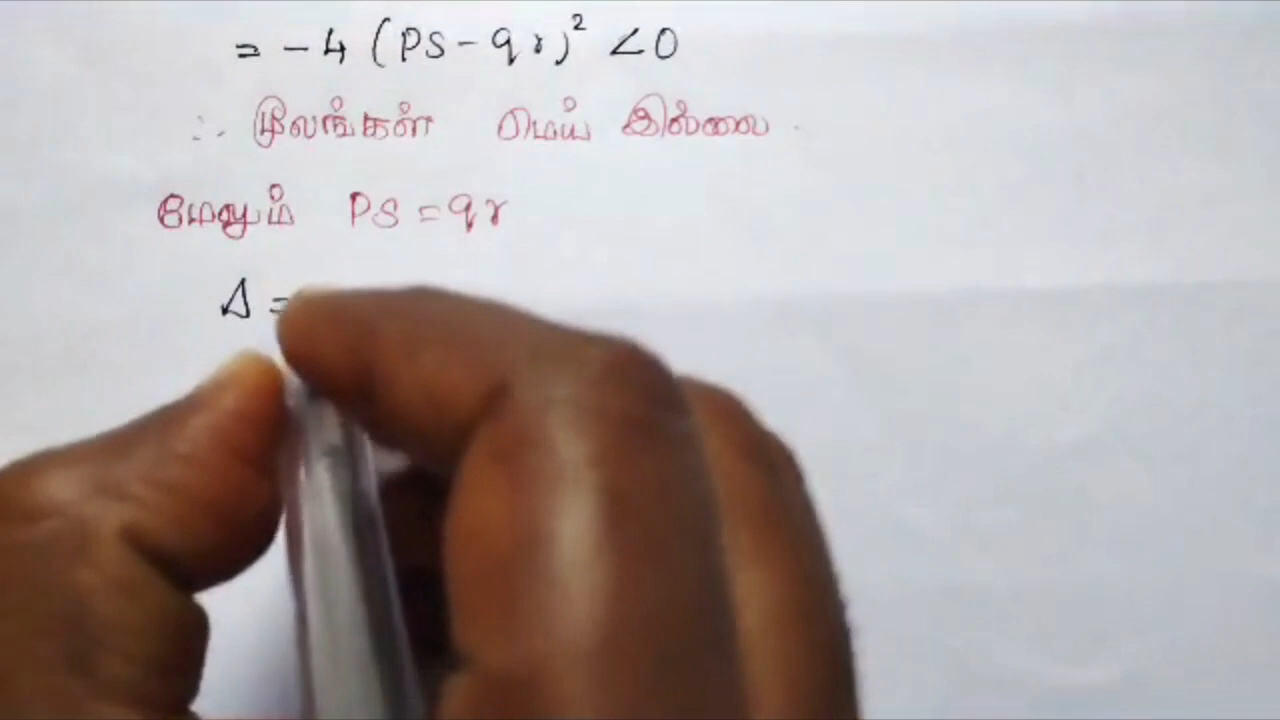 = -4 (PS - qr)² < 0
∴ மூலங்கள் மெய் இல்லை
மேலும் PS = qr
Δ =